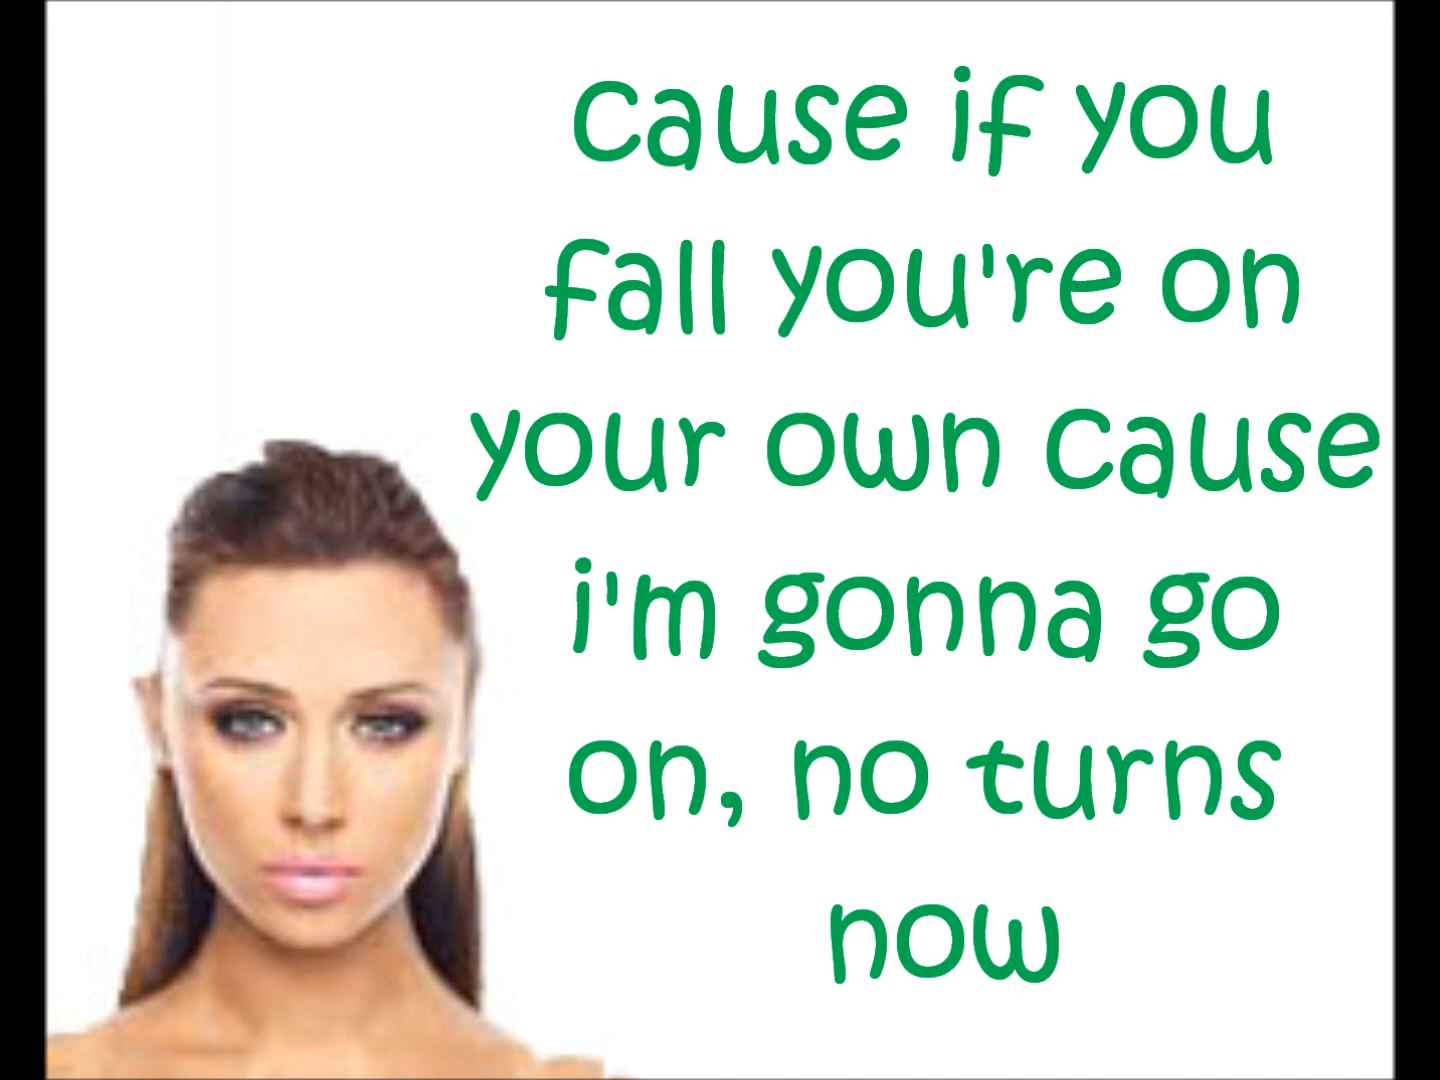 cause if you
fall you're on
your own cause
i'm gonna go
on, no turns
now